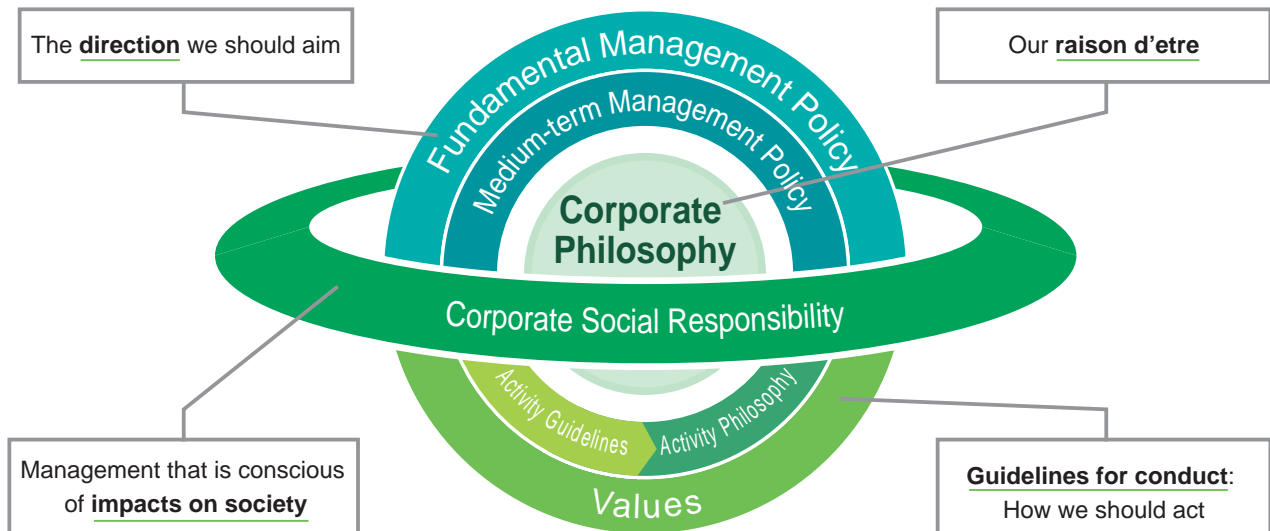 The direction we should aim
Our raison d’etre
Fundamental Management Policy
Medium-term Management Policy
Corporate
Philosophy
Corporate Social Responsibility
Activity Guidelines
Activity Philosophy
Values
Management that is conscious
of impacts on society
Guidelines for conduct:
How we should act